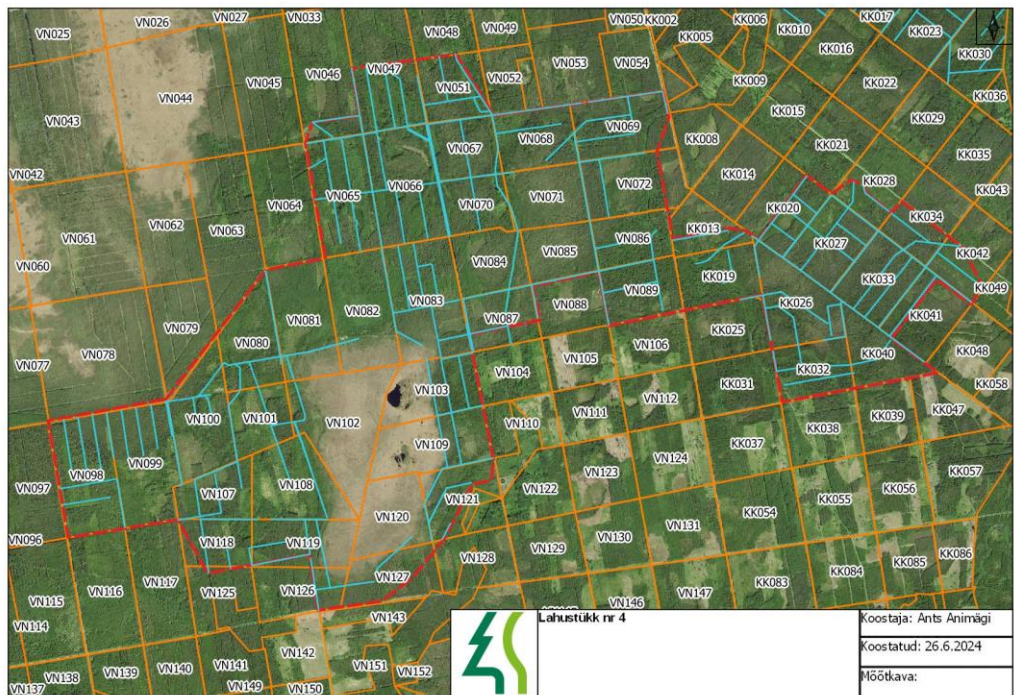 VN025 VN026 VN027 VN033 VN048 VN049 VN050 KK002 KK006 KK010 KK017 KK023
KK005 KK016 KK030
VN045 VN046 VN047 VN051 VN052 VN053 VN054 KK009 KK022 KK036
VN043 VN044 KK015 KK029
VN067 VN068 VN069 KK008 KK021 KK035
VN042 VN065 VN066 VN071 VN072 KK014 KK028 KK043
VN064 VN070 KK020 KK034
VN061 VN062 VN063 VN086 KK013 KK027 KK042
VN060 VN084 VN085 KK019 KK033 KK049
VN081 VN082 VN083 VN087 VN088 VN089 KK026 KK041
VN079 VN080 KK025
VN077 VN078 VN104 VN105 VN106 KK032 KK040 KK048
VN103 KK031 KK058
VN100 VN101 VN102 VN110 VN111 VN112 KK038 KK039 KK047
VN097 VN098 VN099 VN109 KK037
VN107 VN108 VN121 VN122 VN123 VN124 KK055 KK056 KK057
VN096 VN118 VN119 VN120 VN129 VN130 VN131 KK054
VN128 KK084 KK085 KK086
VN115 VN116 VN117 VN125 VN126 VN127 VN146 VN147 KK083
VN114 VN143
VN137 VN138 VN139 VN140 VN141 VN142 VN149 VN150 VN151 VN152
Lahustükk nr 4
Koostaja: Ants Animägi
Koostatud: 26.6.2024
Mõõtkava: